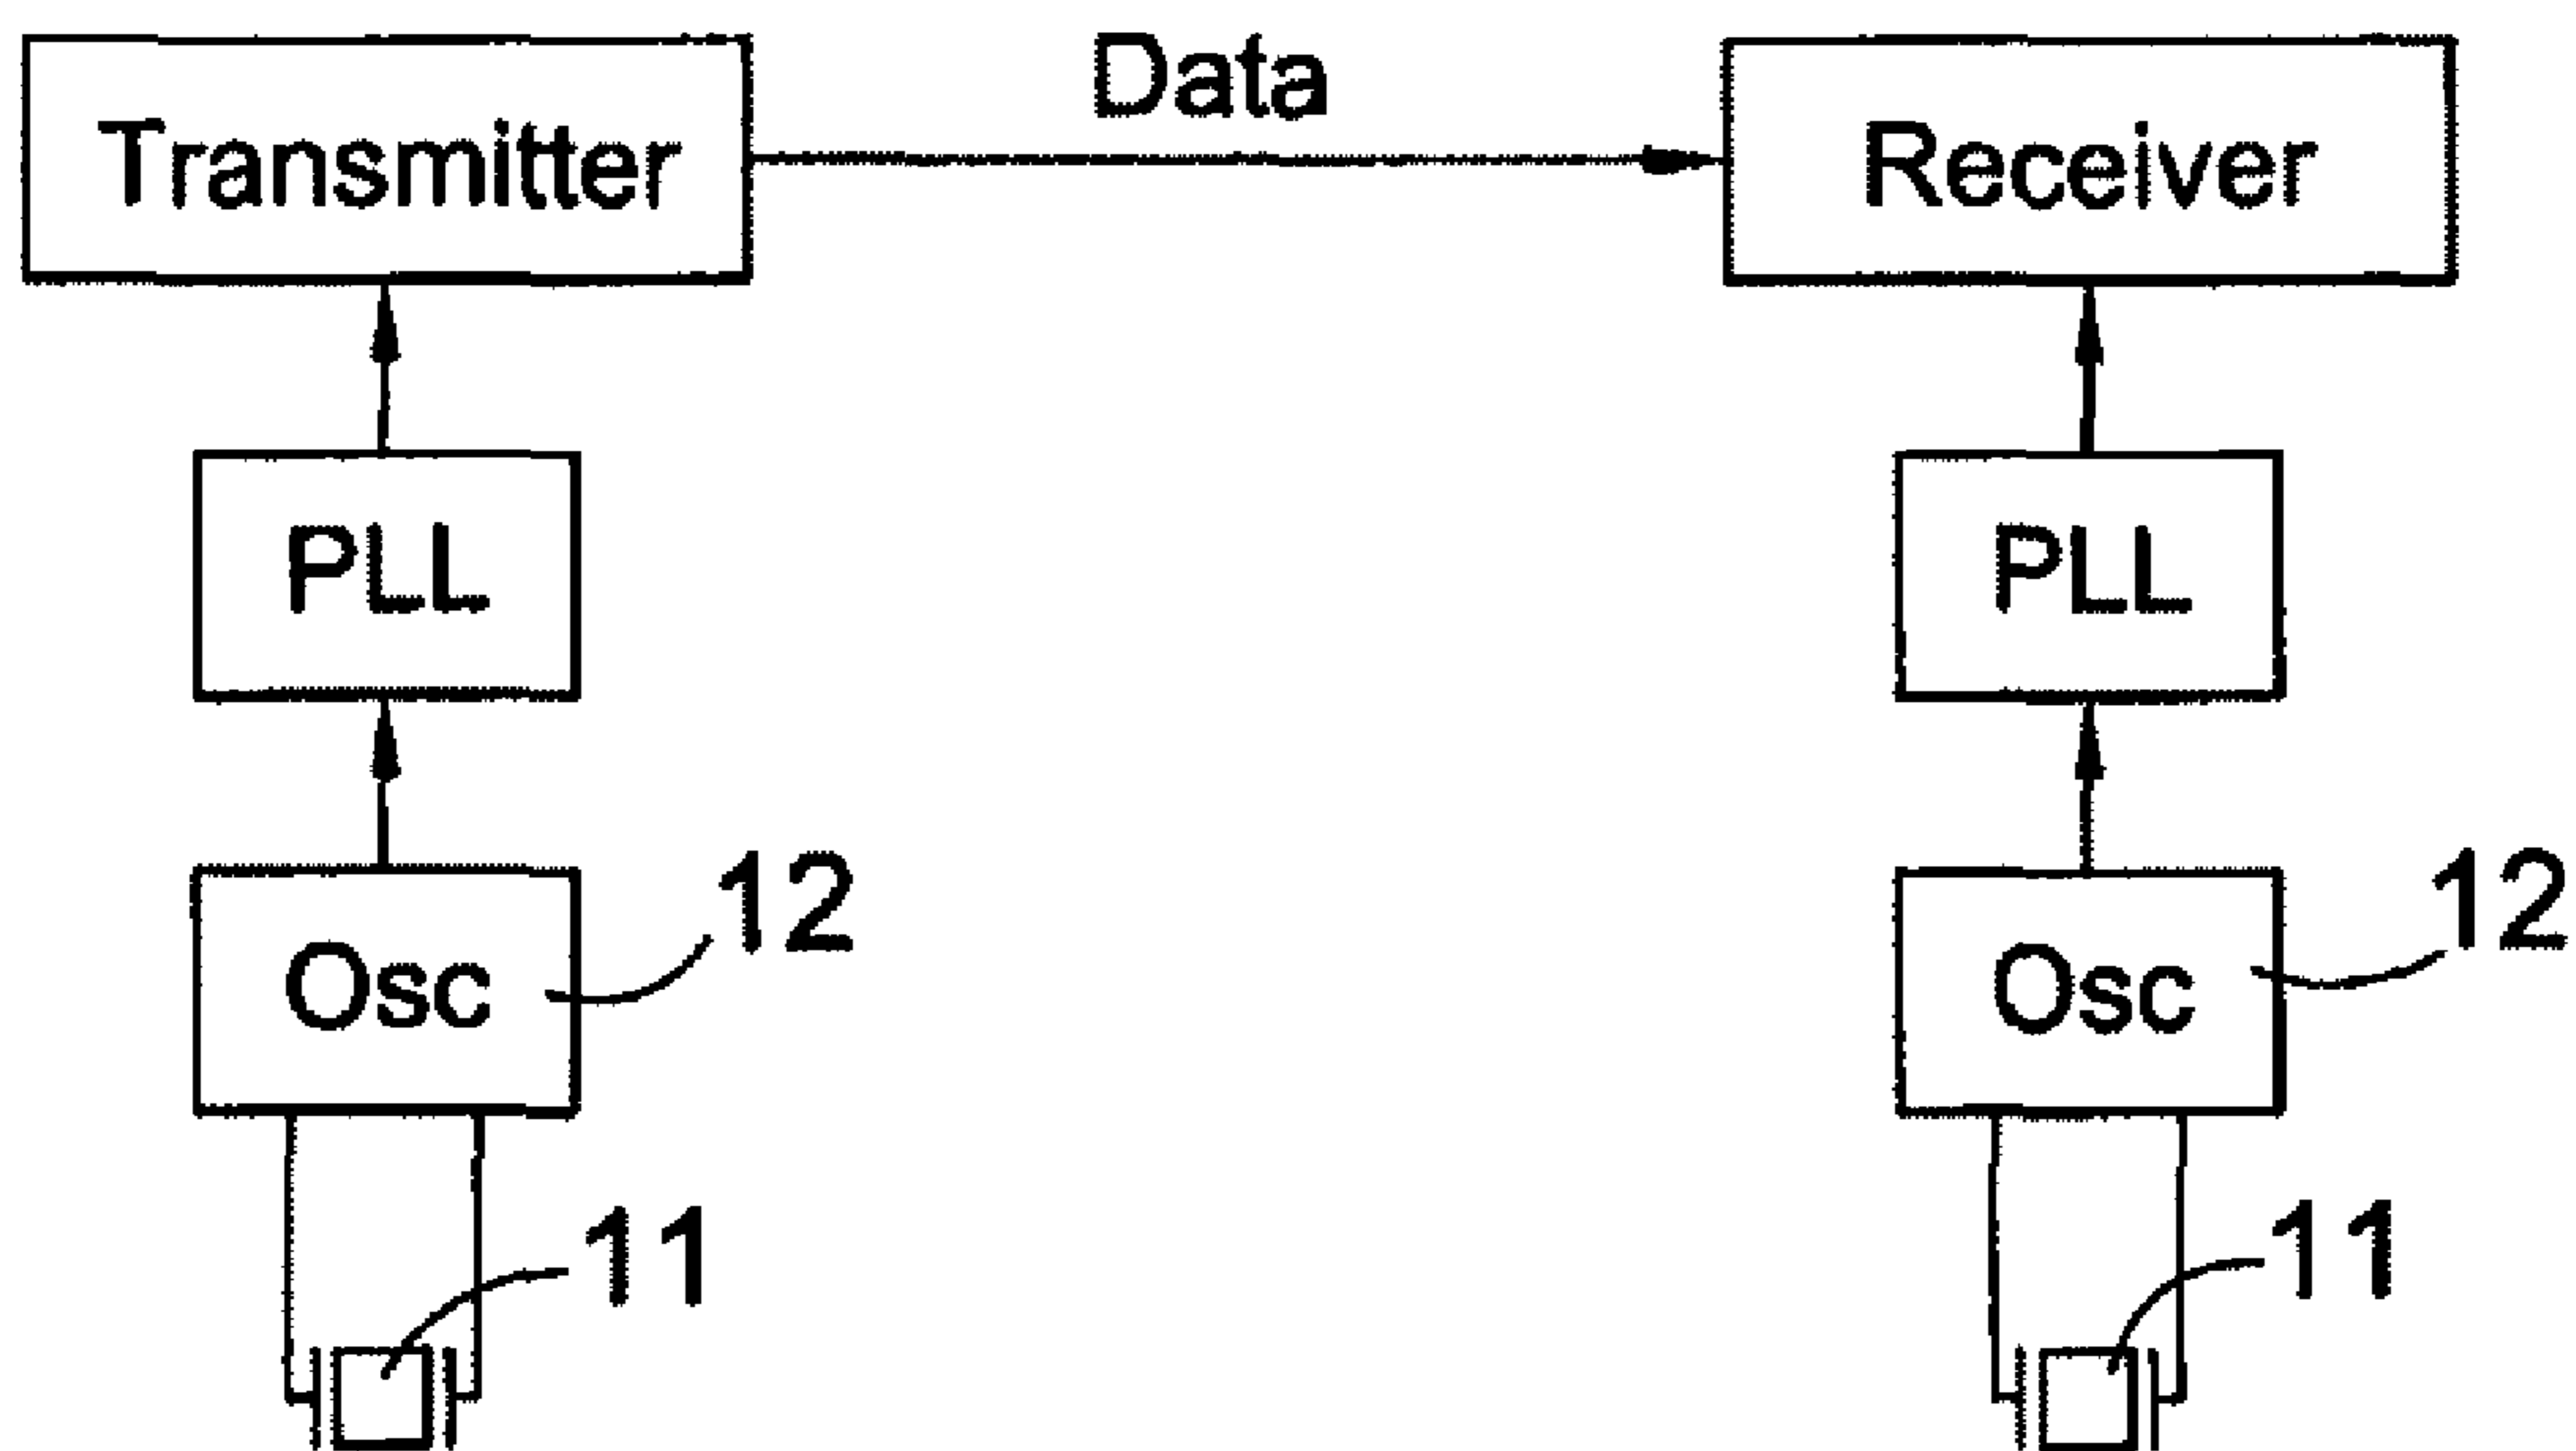 Data
Transmitter Receiver
PLL PLL
12 12
Osc Osc
11 11